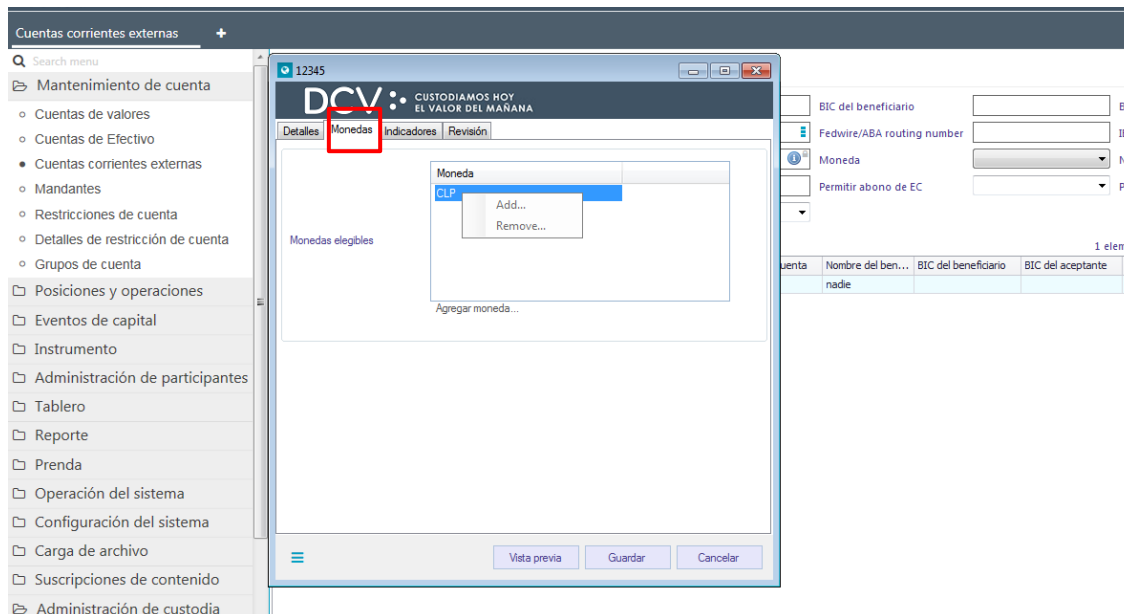 Cuentas corrientes externas +
Search menu
Mantenimiento de cuenta
Cuentas de valores
Cuentas de Efectivo
Cuentas corrientes externas
Mandantes
Restricciones de cuenta
Detalles de restricción de cuenta
Grupos de cuenta
Posiciones y operaciones
Eventos de capital
Instrumento
Administración de participantes
Tablero
Reporte
Prenda
Operación del sistema
Configuración del sistema
Carga de archivo
Suscripciones de contenido
Administración de custodia
12345
DCV CUSTODIAMOS HOY
EL VALOR DEL MAÑANA
Detalles Monedas Indicadores Revisión
Moneda
CLP
Add...
Remove...
Monedas elegibles
Agregar moneda...
Vista previa Guardar Cancelar
BIC del beneficiario
Fedwire/ABA routing number
Moneda
Permitir abono de EC
1 elem
uenta Nombre del ben... BIC del beneficiario BIC del aceptante
nadie